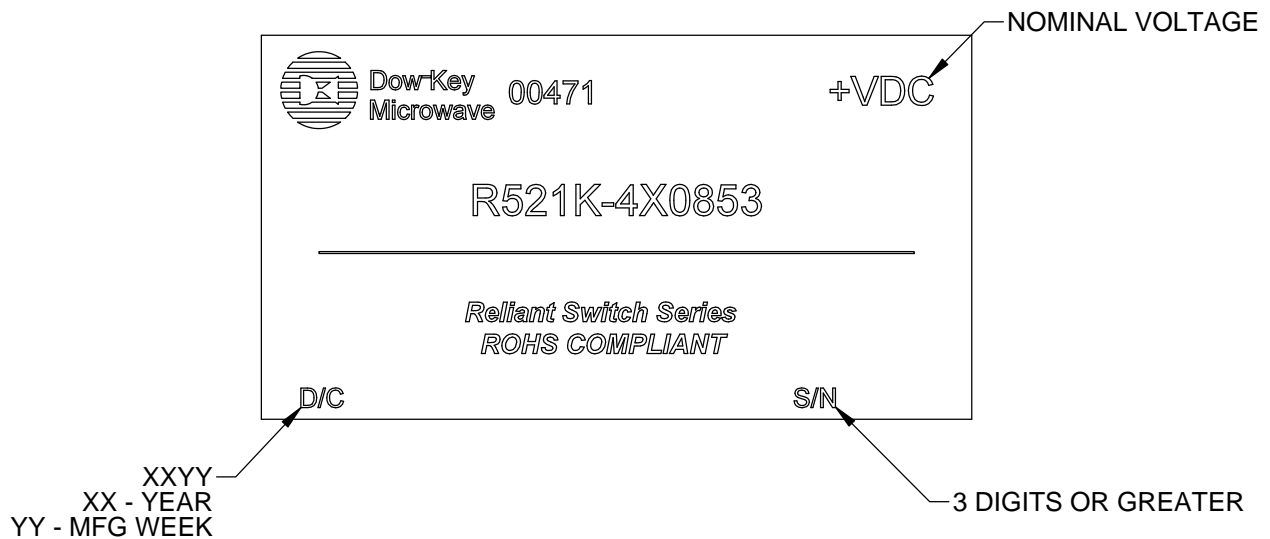 NOMINAL VOLTAGE
Dow-Key
Microwave
00471
+VDC
R521K-4X0853
Reliant Switch Series
ROHS COMPLIANT
D/C
S/N
XXYY
XX - YEAR
YY - MFG WEEK
3 DIGITS OR GREATER